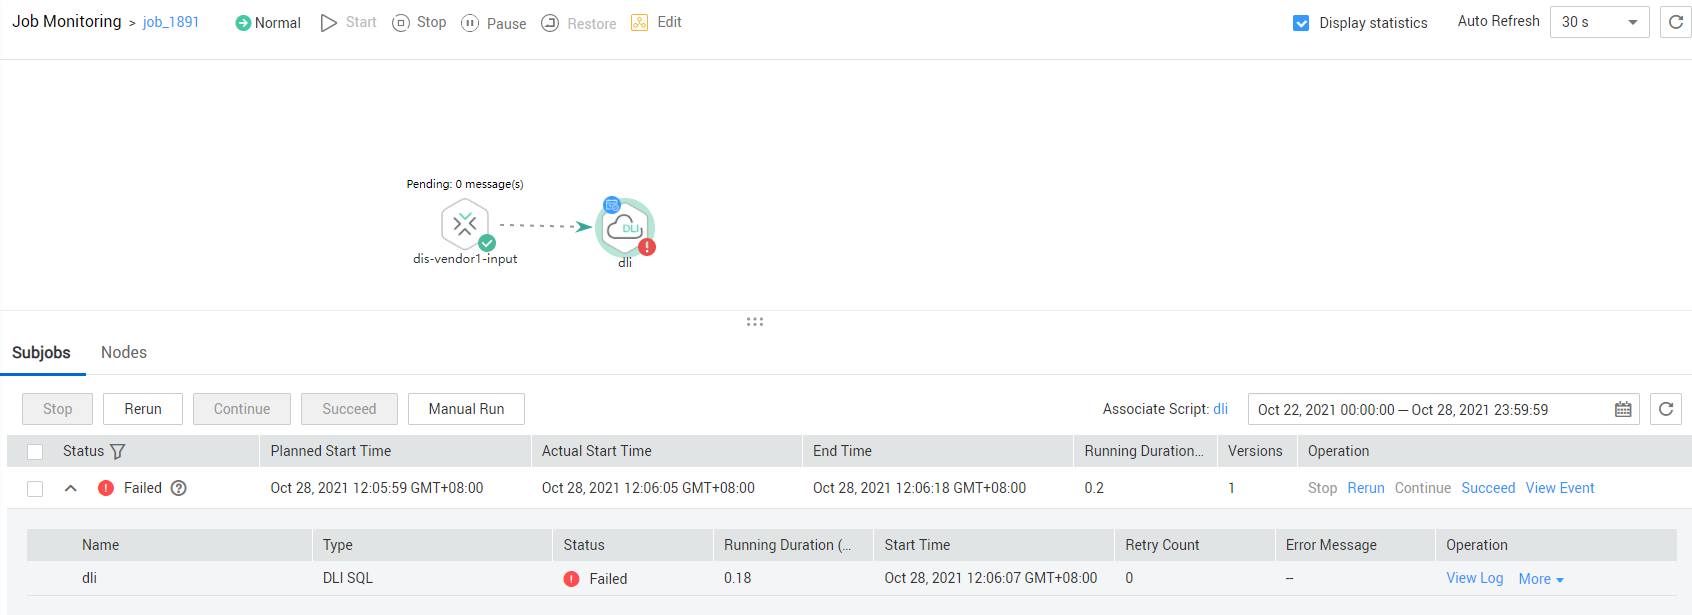 Job Monitoring > job_1891 Normal Start Stop Pause Restore Edit Display statistics Auto Refresh 30 s
Pending: 0 message(s)
DLI
dis-vendor1-input
dli
Subjobs Nodes
Stop Rerun Continue Succeed Manual Run Associate Script: dli Oct 22, 2021 00:00:00 — Oct 28, 2021 23:59:59
Status Planned Start Time Actual Start Time End Time Running Duration... Versions Operation
Failed Oct 28, 2021 12:05:59 GMT+08:00 Oct 28, 2021 12:06:05 GMT+08:00 Oct 28, 2021 12:06:18 GMT+08:00 0.2 1 Stop Rerun Continue Succeed View Event
Name Type Status Running Duration (... Start Time Retry Count Error Message Operation
dli DLI SQL Failed 0.18 Oct 28, 2021 12:06:07 GMT+08:00 0 -- View Log More